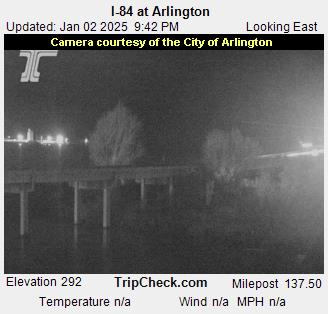 I-84 at Arlington
Updated: Jan 02 2025 9:42 PM Looking East
Camera courtesy of the City of Arlington
Elevation 292 TripCheck.com Milepost 137.50
Temperature n/a Wind n/a MPH n/a